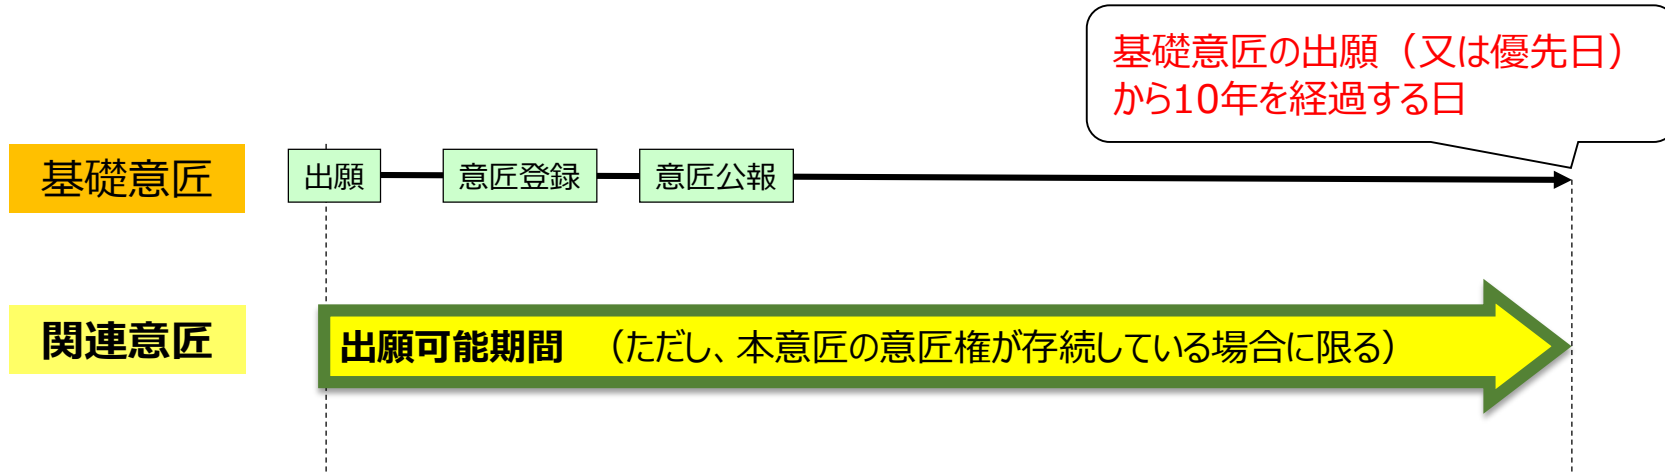 基礎意匠の出願（又は優先日）
から10年を経過する日
基礎意匠
出願
意匠登録
意匠公報
関連意匠
出願可能期間　（ただし、本意匠の意匠権が存続している場合に限る）